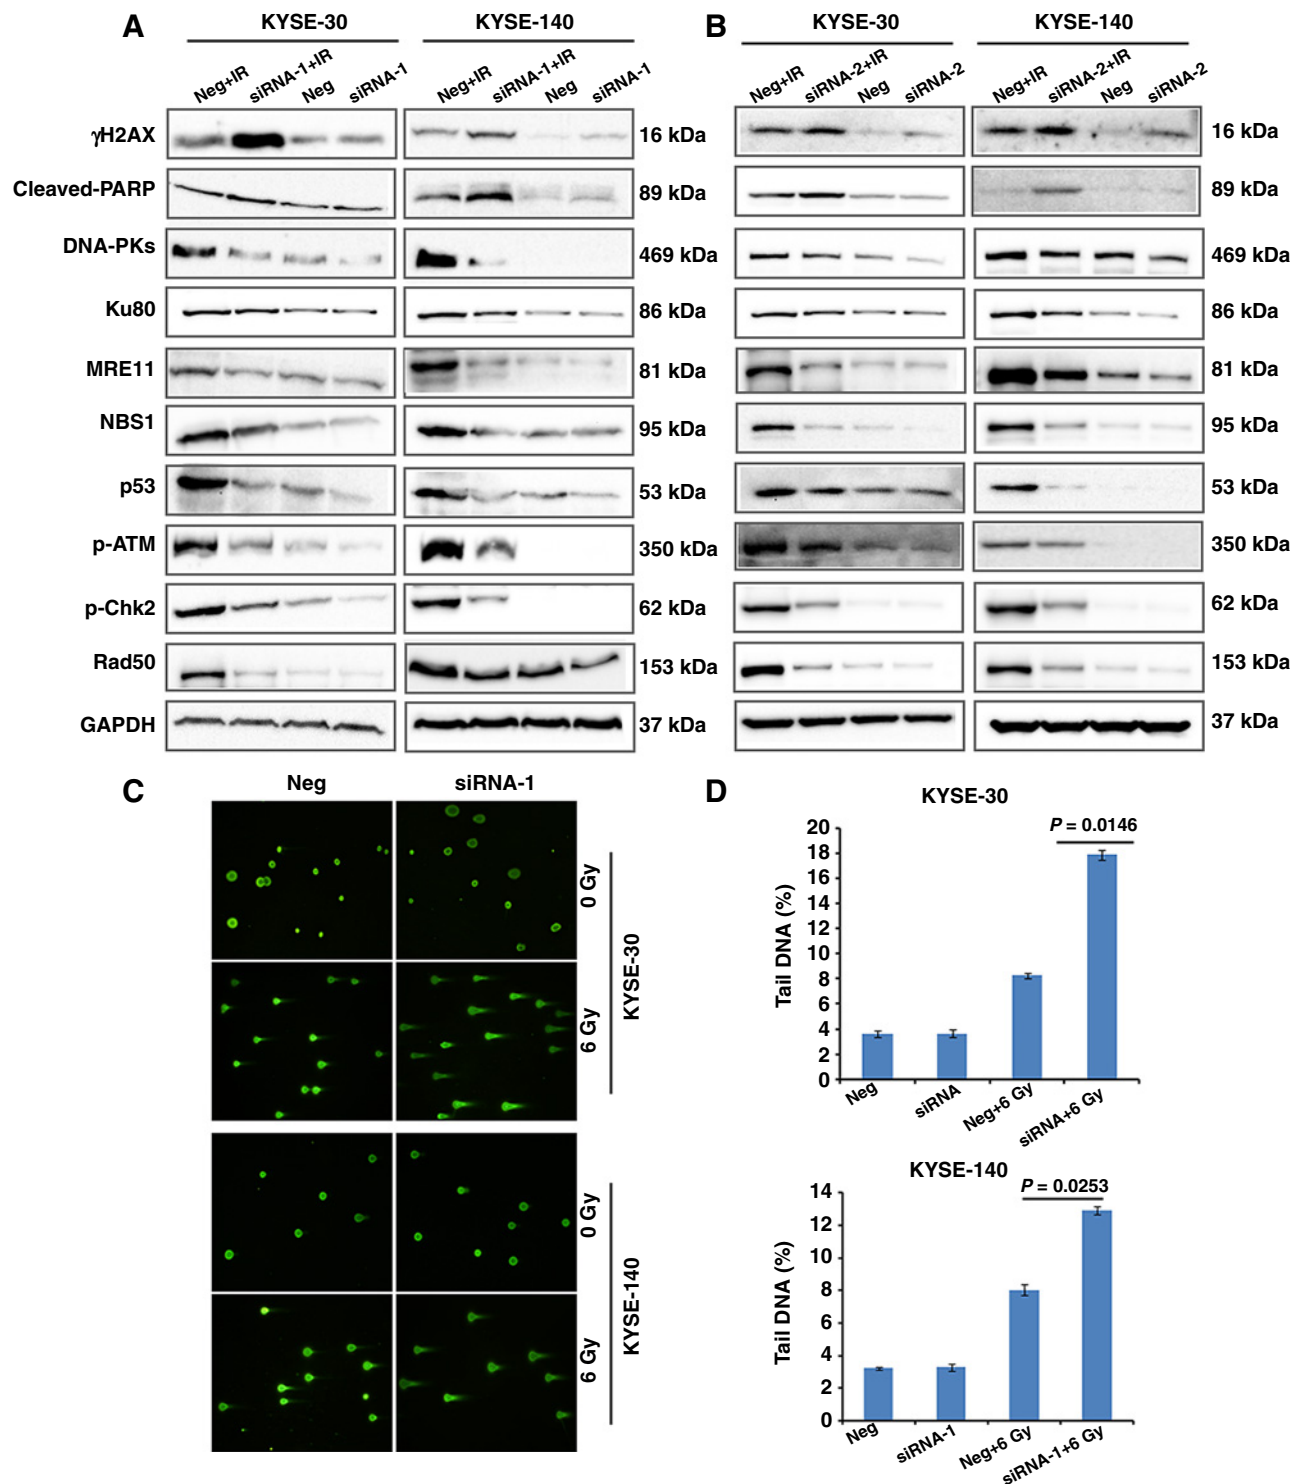 A
KYSE-30
KYSE-140
Neg+IR
siRNA-1+IR
Neg
siRNA-1
Neg+IR
siRNA-1+IR
Neg
siRNA-1
B
KYSE-30
KYSE-140
Neg+IR
siRNA-2+IR
Neg
siRNA-2
Neg+IR
siRNA-2+IR
Neg
siRNA-2
γH2AX
16 kDa
16 kDa
Cleaved-PARP
89 kDa
89 kDa
DNA-PKs
469 kDa
469 kDa
Ku80
86 kDa
86 kDa
MRE11
81 kDa
81 kDa
NBS1
95 kDa
95 kDa
p53
53 kDa
53 kDa
p-ATM
350 kDa
350 kDa
p-Chk2
62 kDa
62 kDa
Rad50
153 kDa
153 kDa
GAPDH
37 kDa
37 kDa
C
Neg
siRNA-1
0 Gy
6 Gy
KYSE-30
0 Gy
6 Gy
KYSE-140
D
KYSE-30
P = 0.0146
Tail DNA (%)
20
18
16
14
12
10
8
6
4
2
0
Neg
siRNA
Neg+6 Gy
siRNA+6 Gy
KYSE-140
P = 0.0253
Tail DNA (%)
14
12
10
8
6
4
2
0
Neg
siRNA-1
Neg+6 Gy
siRNA-1+6 Gy